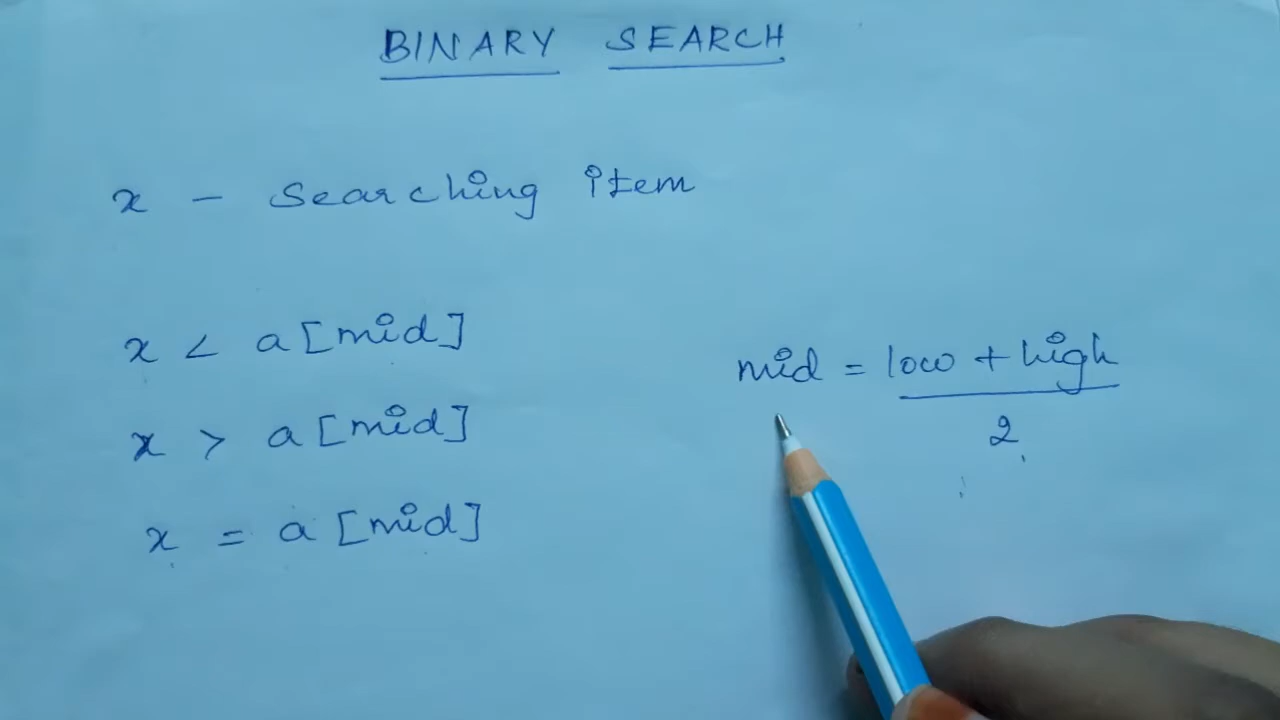 BINARY SEARCH
x - Searching item
x < a[mid]
x > a[mid]
x = a[mid]
mid = low + high
2